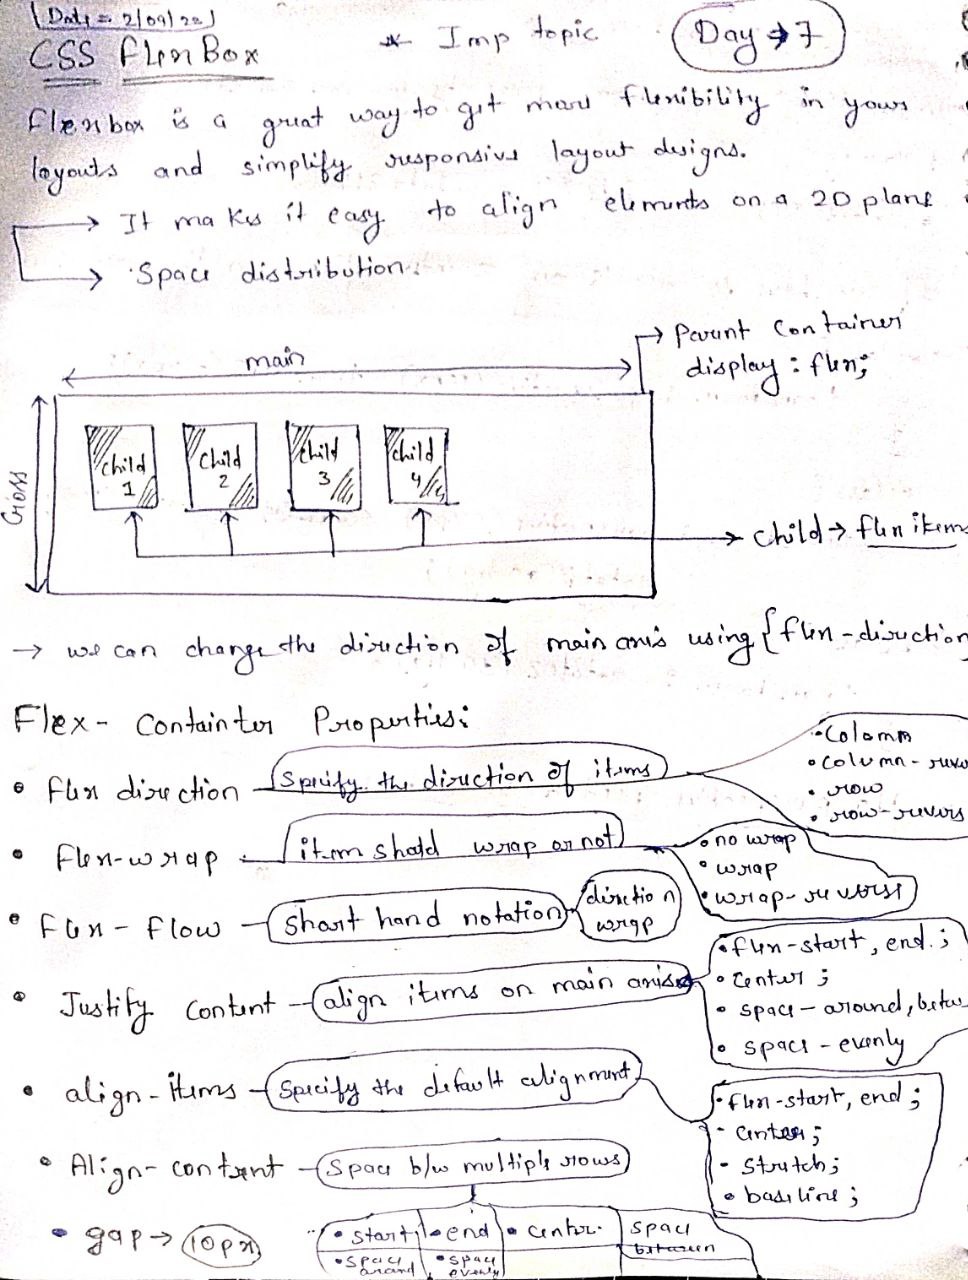 Date = 2/09/22
CSS FlexBox
* Imp topic
Day → 7
Flexbox is a great way to get more flexibility in your
layouts and simplify responsive layout designs.
→ It makes it easy to align elements on a 2D plane
→ Space distribution.
main
→ Parent Container
display : flex;
Cross
Child 1
Child 2
Child 3
Child 4
→ child → flex items
→ we can change the direction of main axis using {flex-direction
Flex - Containter Properties:
• flex direction
Specify the direction of items
• Colomn
• column - reve
• row
• row-revers
• flex-wrap
item shold wrap or not
• no wrap
• wrap
• wrap-reverse
• flex - flow
short hand notation
direction
wrap
• Justify content
align items on main axis
• flex-start, end ;
• center ;
• space - around, betwe
• space - evenly
• align - items
Specify the default alignment
• flex-start, end ;
- center ;
- stretch ;
• baseline ;
• Align- content
Space b/w multiple rows
• start
• end
• center
space between
• space around
• space evenly
• gap → 10px